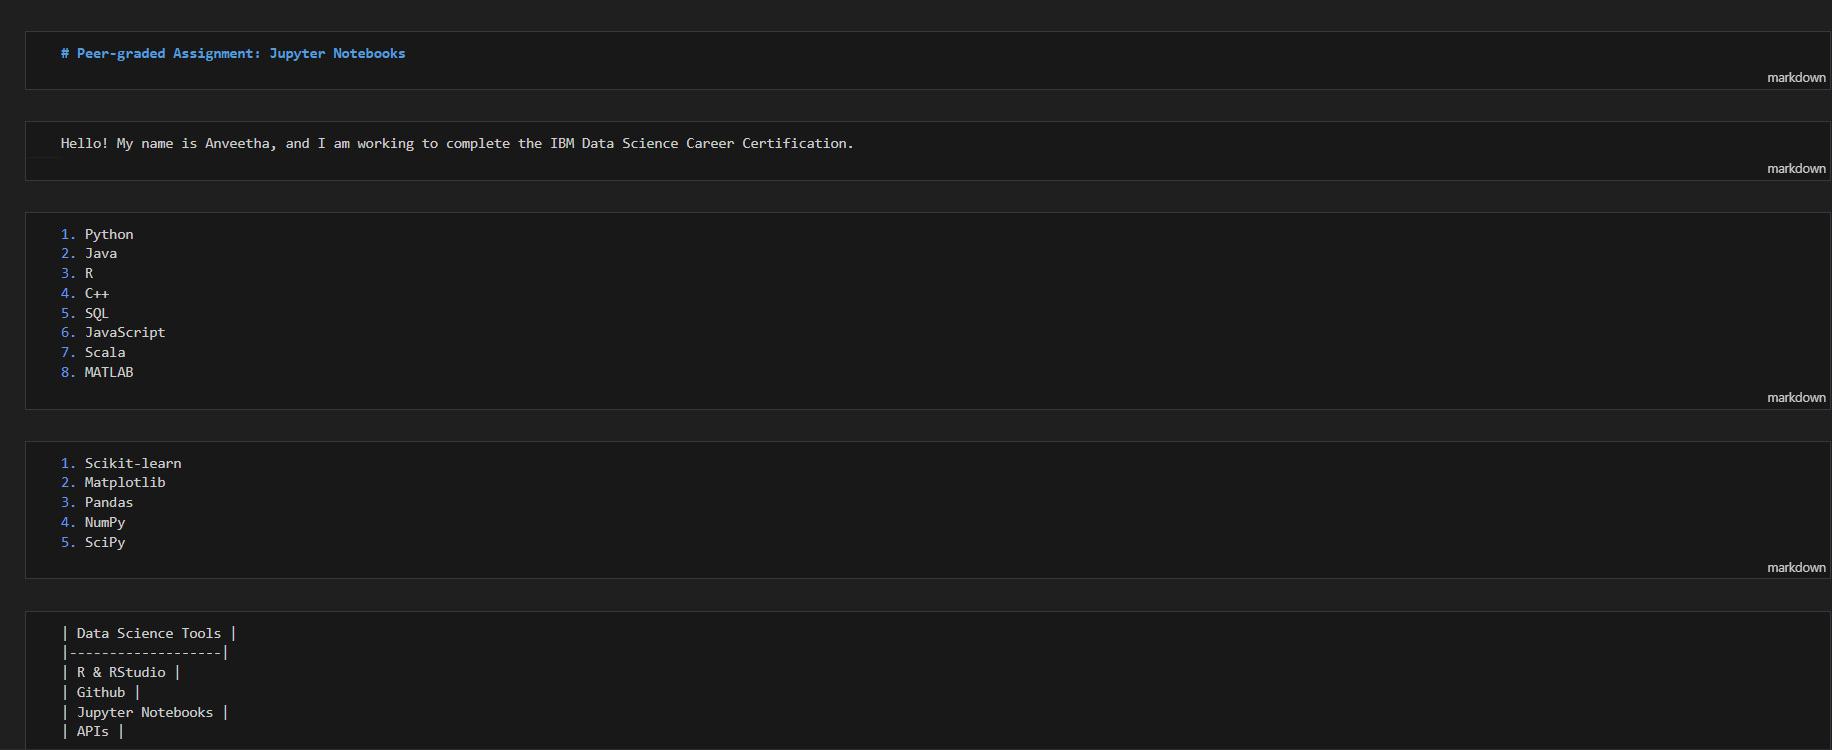 # Peer-graded Assignment: Jupyter Notebooks
markdown
Hello! My name is Anveetha, and I am working to complete the IBM Data Science Career Certification.
markdown
1. Python
2. Java
3. R
4. C++
5. SQL
6. JavaScript
7. Scala
8. MATLAB
markdown
1. Scikit-learn
2. Matplotlib
3. Pandas
4. NumPy
5. SciPy
markdown
| Data Science Tools |
|-------------------|
| R & RStudio |
| Github |
| Jupyter Notebooks |
| APIs |